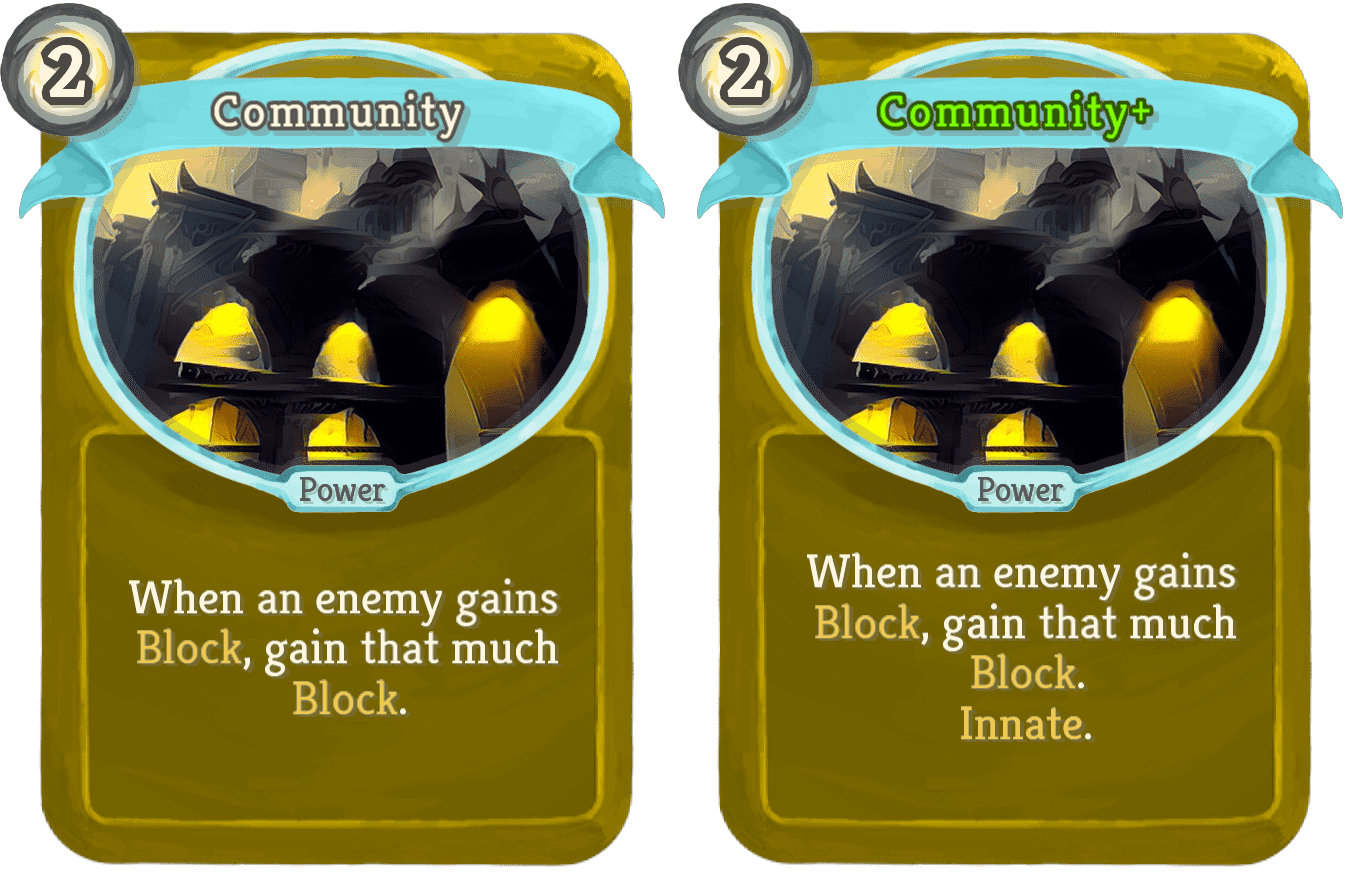 2
Community
Power
When an enemy gains
Block, gain that much
Block.
2
Community+
Power
When an enemy gains
Block, gain that much
Block.
Innate.